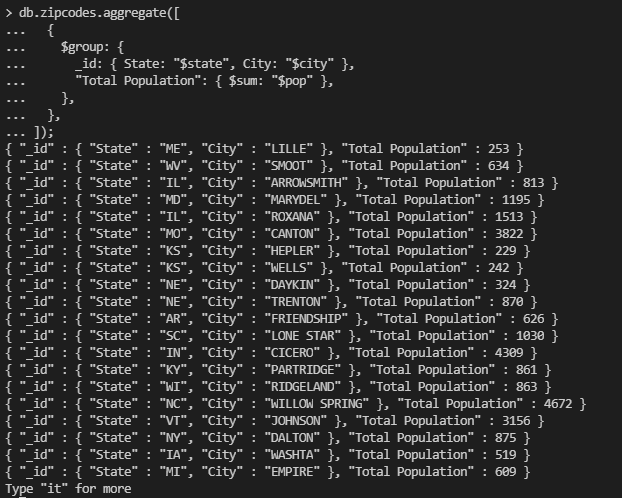 > db.zipcodes.aggregate([
...   {
...     $group: {
...       _id: { State: "$state", City: "$city" },
...       "Total Population": { $sum: "$pop" },
...     },
...   },
... ]);
{ "_id" : { "State" : "ME", "City" : "LILLE" }, "Total Population" : 253 }
{ "_id" : { "State" : "WV", "City" : "SMOOT" }, "Total Population" : 634 }
{ "_id" : { "State" : "IL", "City" : "ARROWSMITH" }, "Total Population" : 813 }
{ "_id" : { "State" : "MD", "City" : "MARYDEL" }, "Total Population" : 1195 }
{ "_id" : { "State" : "IL", "City" : "ROXANA" }, "Total Population" : 1513 }
{ "_id" : { "State" : "MO", "City" : "CANTON" }, "Total Population" : 3822 }
{ "_id" : { "State" : "KS", "City" : "HEPLER" }, "Total Population" : 229 }
{ "_id" : { "State" : "KS", "City" : "WELLS" }, "Total Population" : 242 }
{ "_id" : { "State" : "NE", "City" : "DAYKIN" }, "Total Population" : 324 }
{ "_id" : { "State" : "NE", "City" : "TRENTON" }, "Total Population" : 870 }
{ "_id" : { "State" : "AR", "City" : "FRIENDSHIP" }, "Total Population" : 626 }
{ "_id" : { "State" : "SC", "City" : "LONE STAR" }, "Total Population" : 1030 }
{ "_id" : { "State" : "IN", "City" : "CICERO" }, "Total Population" : 4309 }
{ "_id" : { "State" : "KY", "City" : "PARTRIDGE" }, "Total Population" : 861 }
{ "_id" : { "State" : "WI", "City" : "RIDGELAND" }, "Total Population" : 863 }
{ "_id" : { "State" : "NC", "City" : "WILLOW SPRING" }, "Total Population" : 4672 }
{ "_id" : { "State" : "VT", "City" : "JOHNSON" }, "Total Population" : 3156 }
{ "_id" : { "State" : "NY", "City" : "DALTON" }, "Total Population" : 875 }
{ "_id" : { "State" : "IA", "City" : "WASHTA" }, "Total Population" : 519 }
{ "_id" : { "State" : "MI", "City" : "EMPIRE" }, "Total Population" : 609 }
Type "it" for more